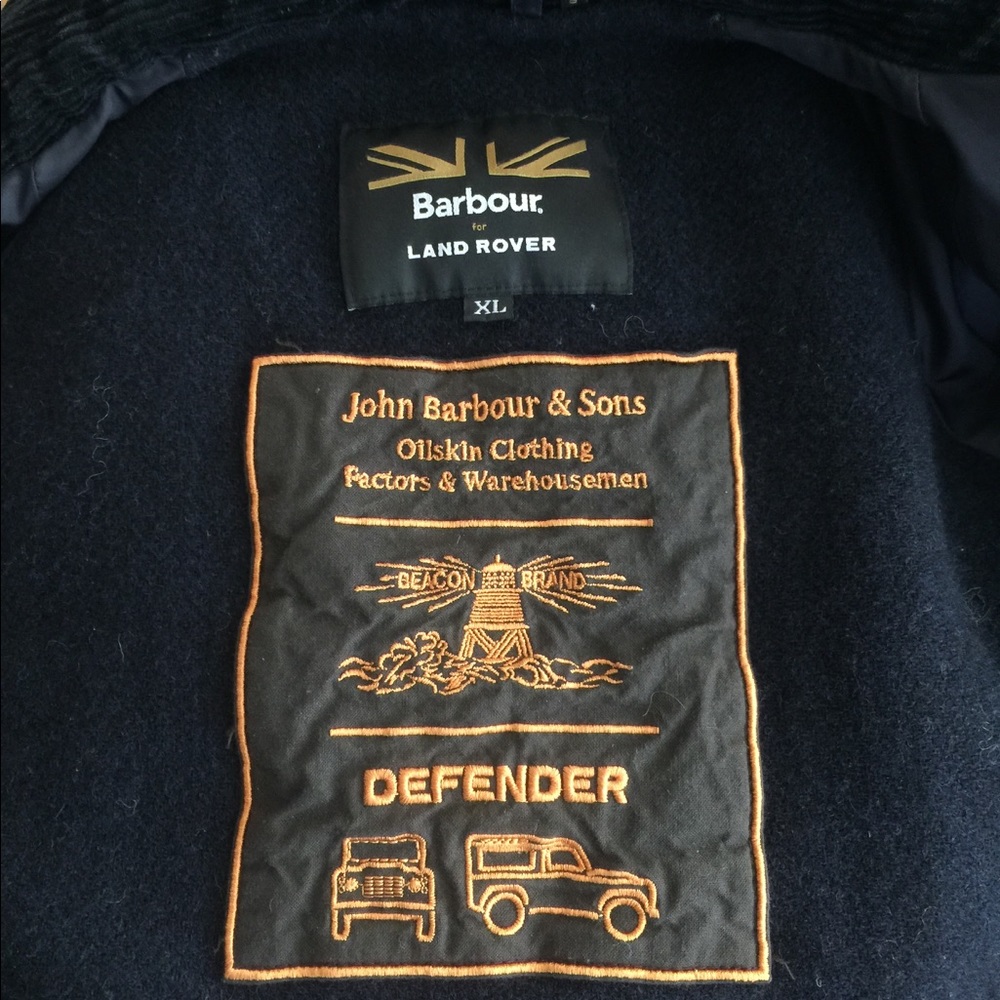 Barbour.
for
LAND ROVER
XL
John Barbour & Sons
Oilskin Clothing
Factors & Warehousemen
BEACON BRAND
DEFENDER